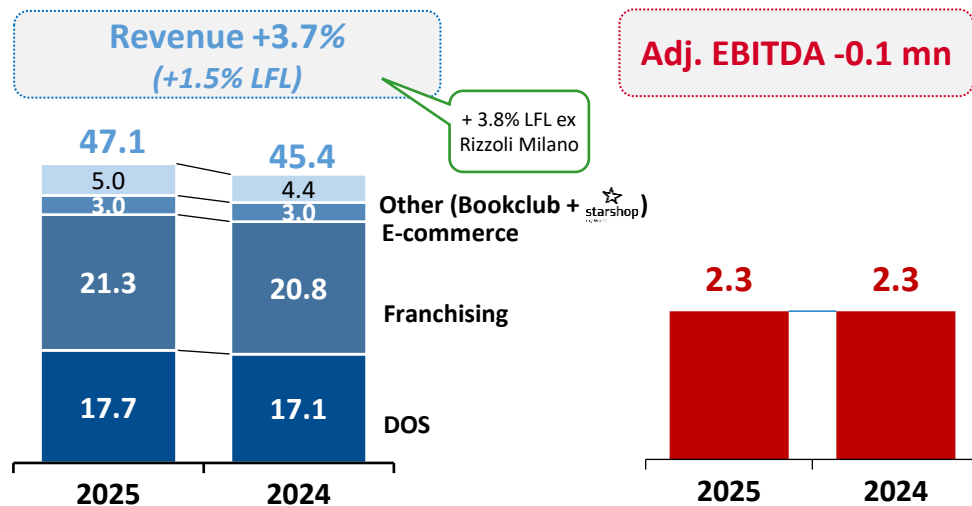 Revenue +3.7%
(+1.5% LFL)
Adj. EBITDA -0.1 mn
+ 3.8% LFL ex
Rizzoli Milano
47.1
45.4
5.0
4.4
Other (Bookclub + starshop)
3.0
3.0
E-commerce
21.3
20.8
Franchising
17.7
17.1
DOS
2025
2024
2.3
2.3
2025
2024